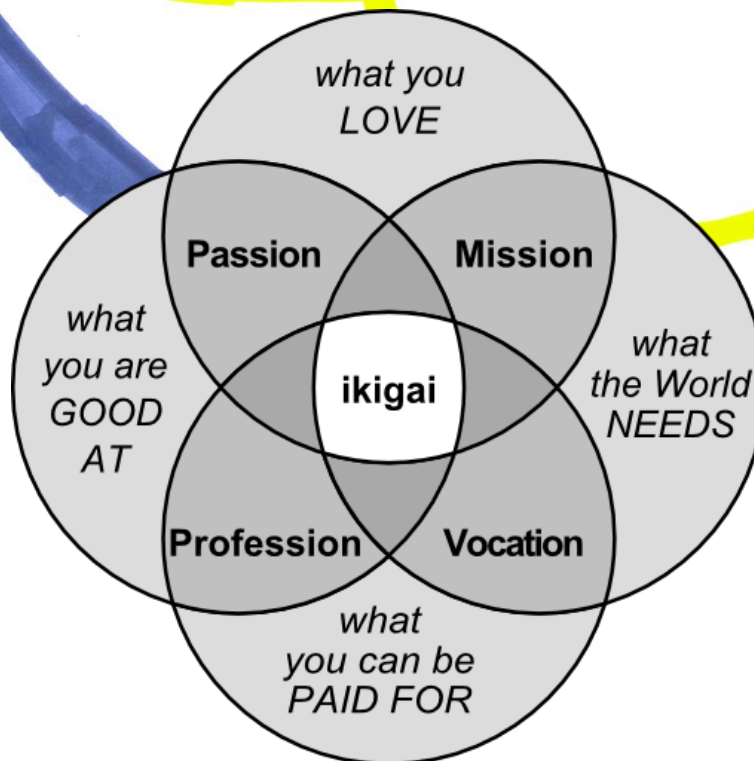 what you
LOVE
Passion
Mission
what
you are
GOOD
AT
ikigai
what
the World
NEEDS
Profession
Vocation
what
you can be
PAID FOR